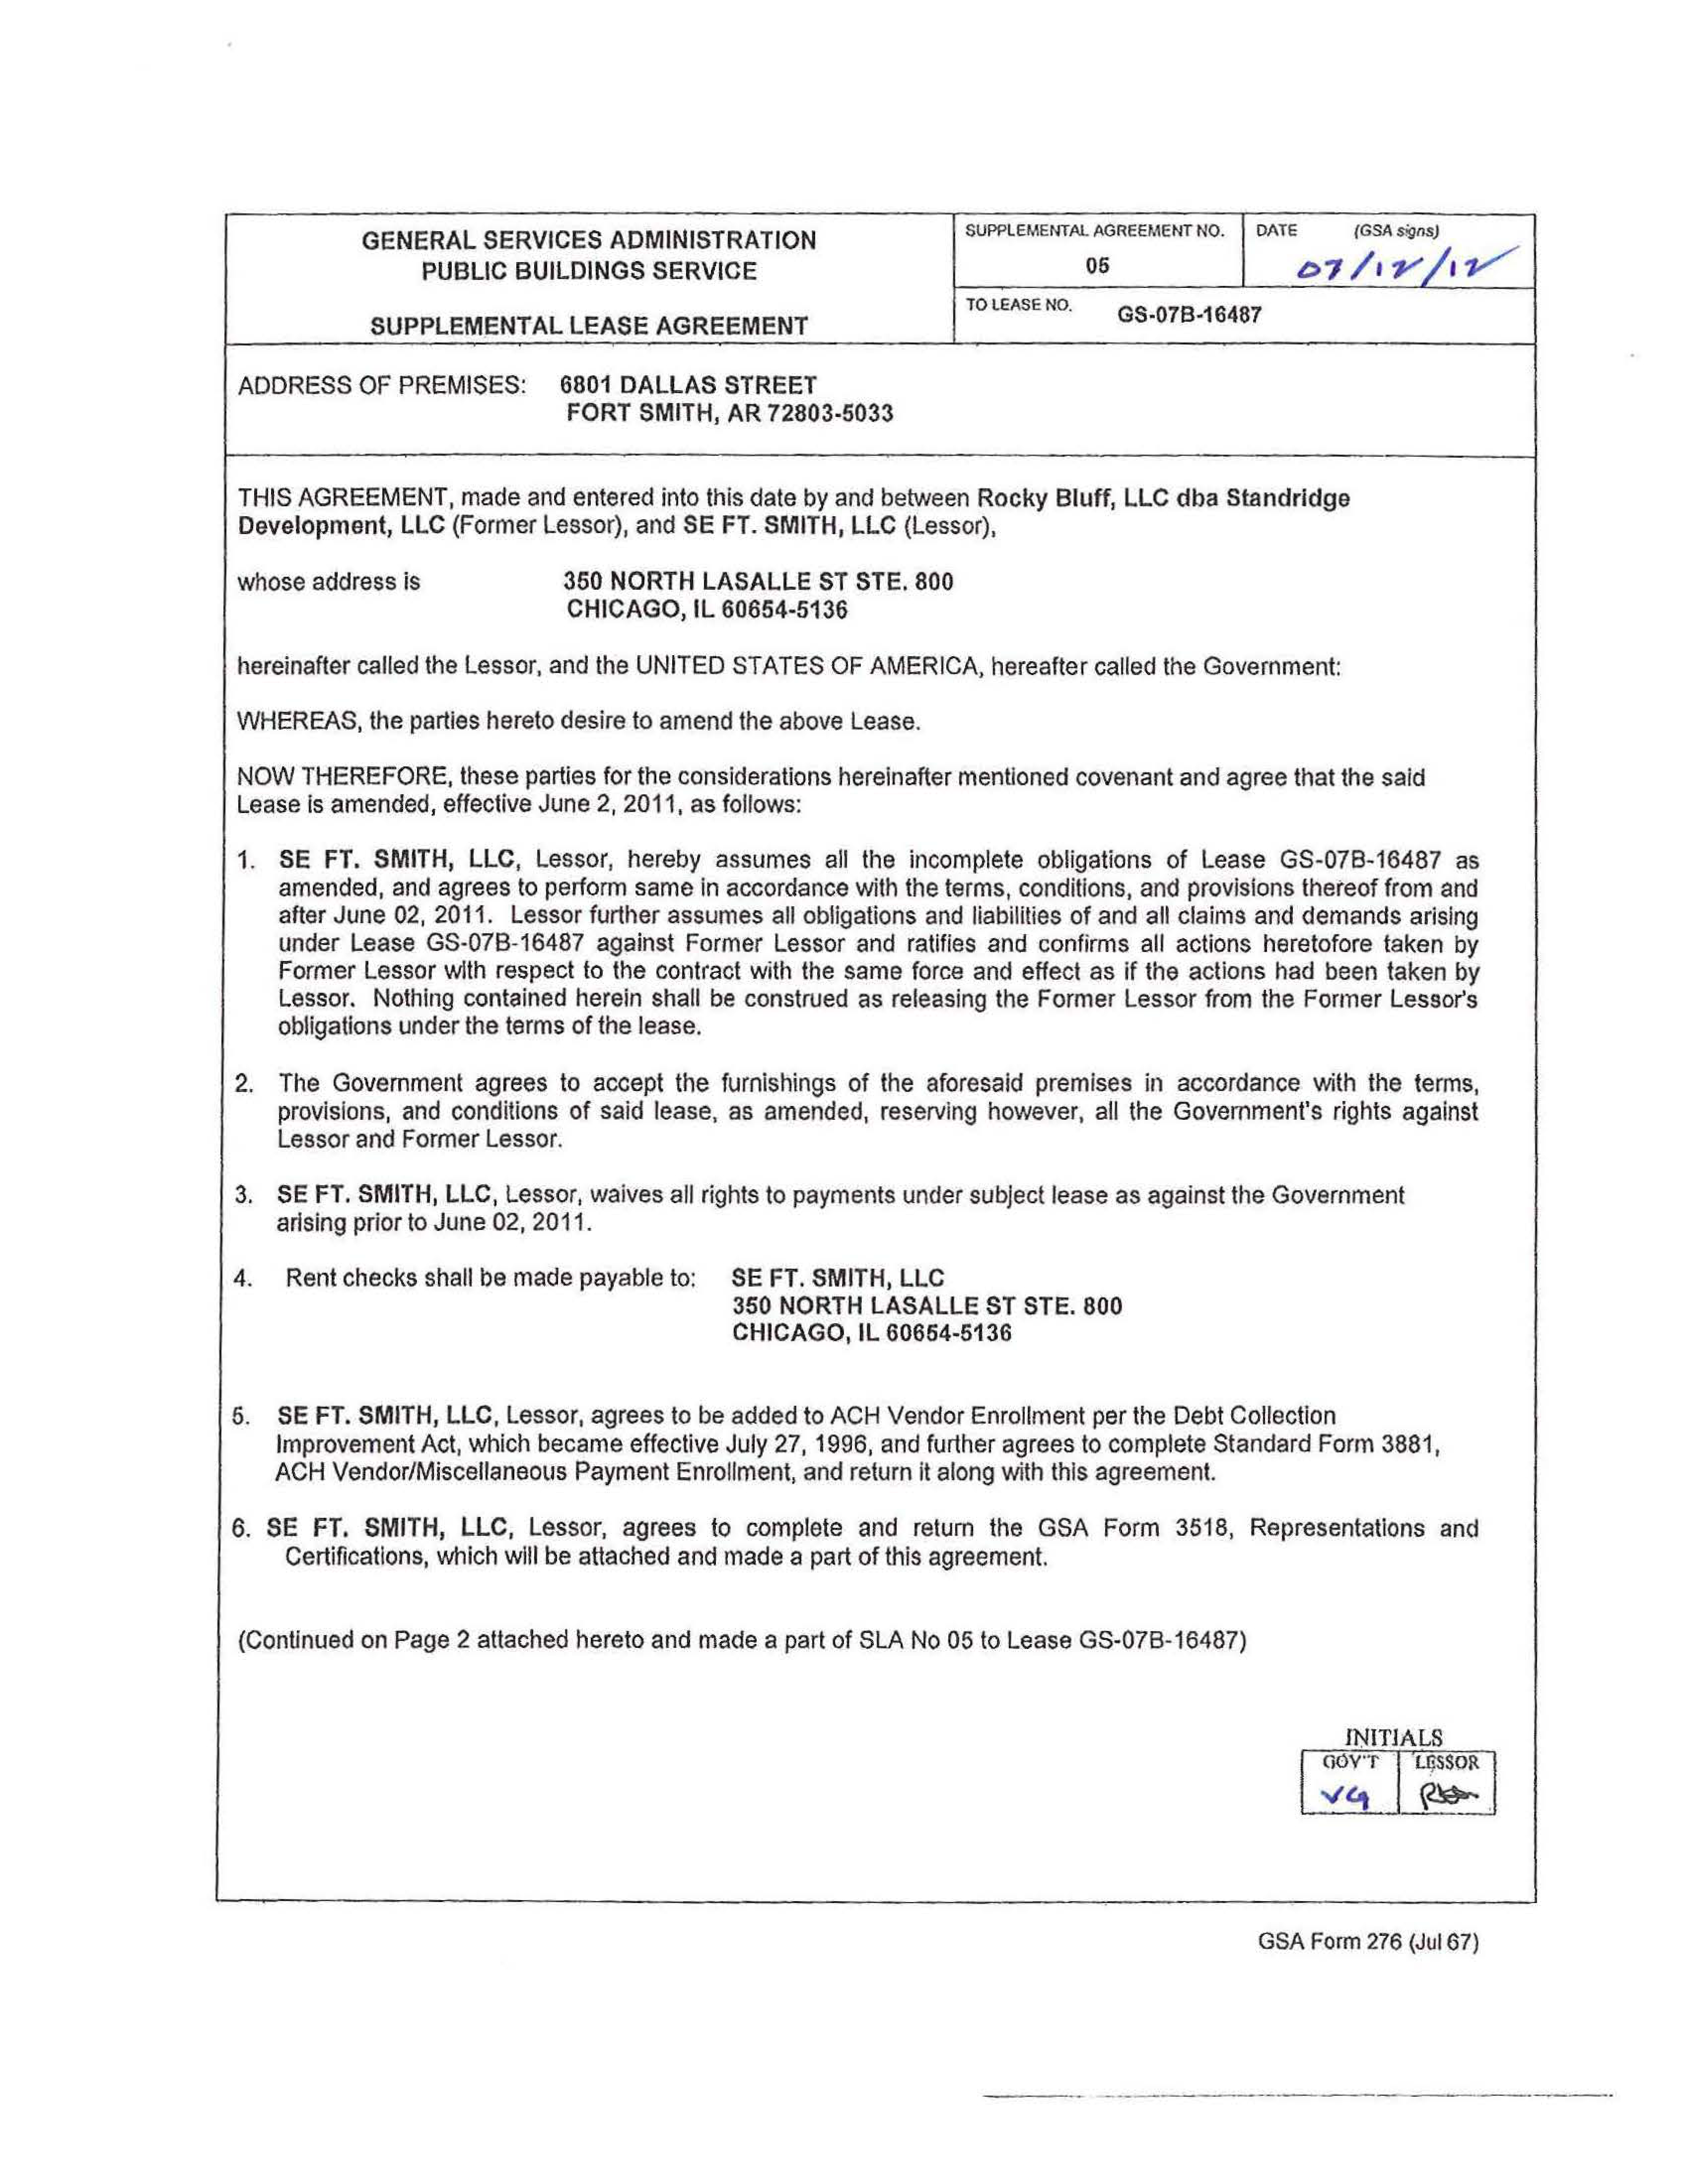 GENERAL SERVICES ADMINISTRATION
PUBLIC BUILDINGS SERVICE
SUPPLEMENTAL LEASE AGREEMENT
SUPPLEMENTAL AGREEMENT NO.
05
DATE (GSA signs)
07/12/12
TO LEASE NO. GS-07B-16487
ADDRESS OF PREMISES: 6801 DALLAS STREET
FORT SMITH, AR 72803-5033
THIS AGREEMENT, made and entered into this date by and between Rocky Bluff, LLC dba Standridge
Development, LLC (Former Lessor), and SE FT. SMITH, LLC (Lessor),
whose address is 350 NORTH LASALLE ST STE. 800
CHICAGO, IL 60654-5136
hereinafter called the Lessor, and the UNITED STATES OF AMERICA, hereafter called the Government:
WHEREAS, the parties hereto desire to amend the above Lease.
NOW THEREFORE, these parties for the considerations hereinafter mentioned covenant and agree that the said
Lease is amended, effective June 2, 2011, as follows:
1. SE FT. SMITH, LLC, Lessor, hereby assumes all the incomplete obligations of Lease GS-07B-16487 as
amended, and agrees to perform same in accordance with the terms, conditions, and provisions thereof from and
after June 02, 2011. Lessor further assumes all obligations and liabilities of and all claims and demands arising
under Lease GS-07B-16487 against Former Lessor and ratifies and confirms all actions heretofore taken by
Former Lessor with respect to the contract with the same force and effect as if the actions had been taken by
Lessor. Nothing contained herein shall be construed as releasing the Former Lessor from the Former Lessor's
obligations under the terms of the lease.
2. The Government agrees to accept the furnishings of the aforesaid premises in accordance with the terms,
provisions, and conditions of said lease, as amended, reserving however, all the Government's rights against
Lessor and Former Lessor.
3. SE FT. SMITH, LLC, Lessor, waives all rights to payments under subject lease as against the Government
arising prior to June 02, 2011.
4. Rent checks shall be made payable to: SE FT. SMITH, LLC
350 NORTH LASALLE ST STE. 800
CHICAGO, IL 60654-5136
5. SE FT. SMITH, LLC, Lessor, agrees to be added to ACH Vendor Enrollment per the Debt Collection
Improvement Act, which became effective July 27, 1996, and further agrees to complete Standard Form 3881,
ACH Vendor/Miscellaneous Payment Enrollment, and return it along with this agreement.
6. SE FT. SMITH, LLC, Lessor, agrees to complete and return the GSA Form 3518, Representations and
Certifications, which will be attached and made a part of this agreement.
(Continued on Page 2 attached hereto and made a part of SLA No 05 to Lease GS-07B-16487)
INITIALS
GOV'T LESSOR
VG
GSA Form 276 (Jul 67)